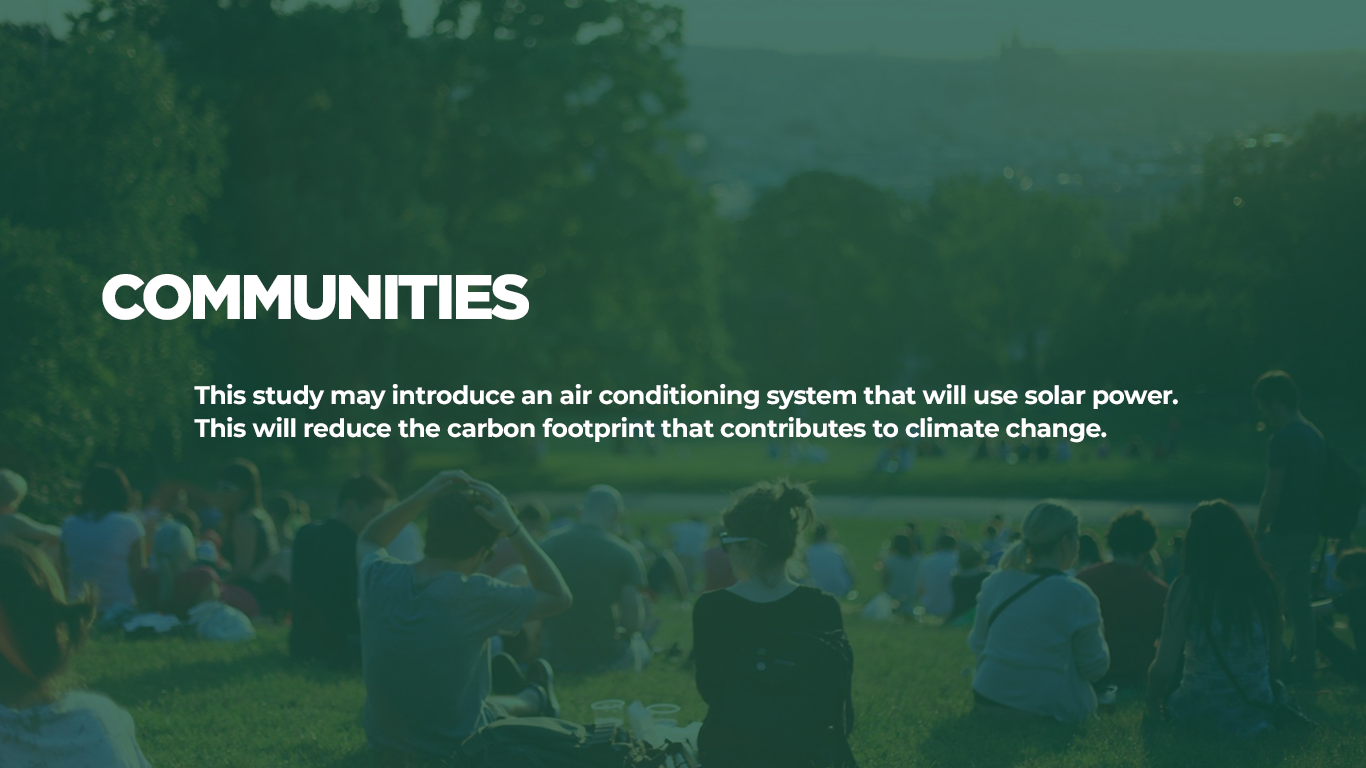 COMMUNITIES
This study may introduce an air conditioning system that will use solar power.
This will reduce the carbon footprint that contributes to climate change.